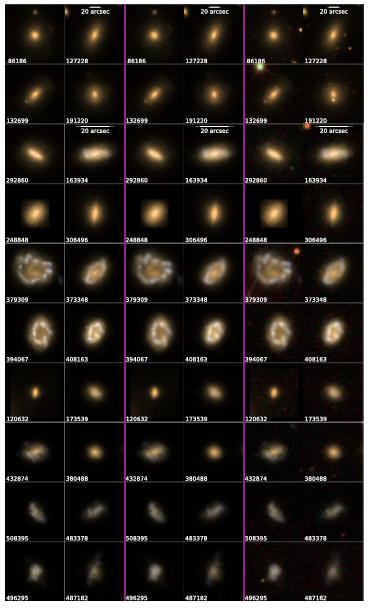 20 arcsec 20 arcsec 20 arcsec
86186 127228 86186 127228 86186 127228
132699 191220 132699 191220 132699 191220
20 arcsec 20 arcsec 20 arcsec
292860 163934 292860 163934 292860 163934
248848 306496 248848 306496 248848 306496
379309 373348 379309 373348 379309 373348
394067 408163 394067 408163 394067 408163
120632 173539 120632 173539 120632 173539
432874 380488 432874 380488 432874 380488
508395 483378 508395 483378 508395 483378
496295 487182 496295 487182 496295 487182